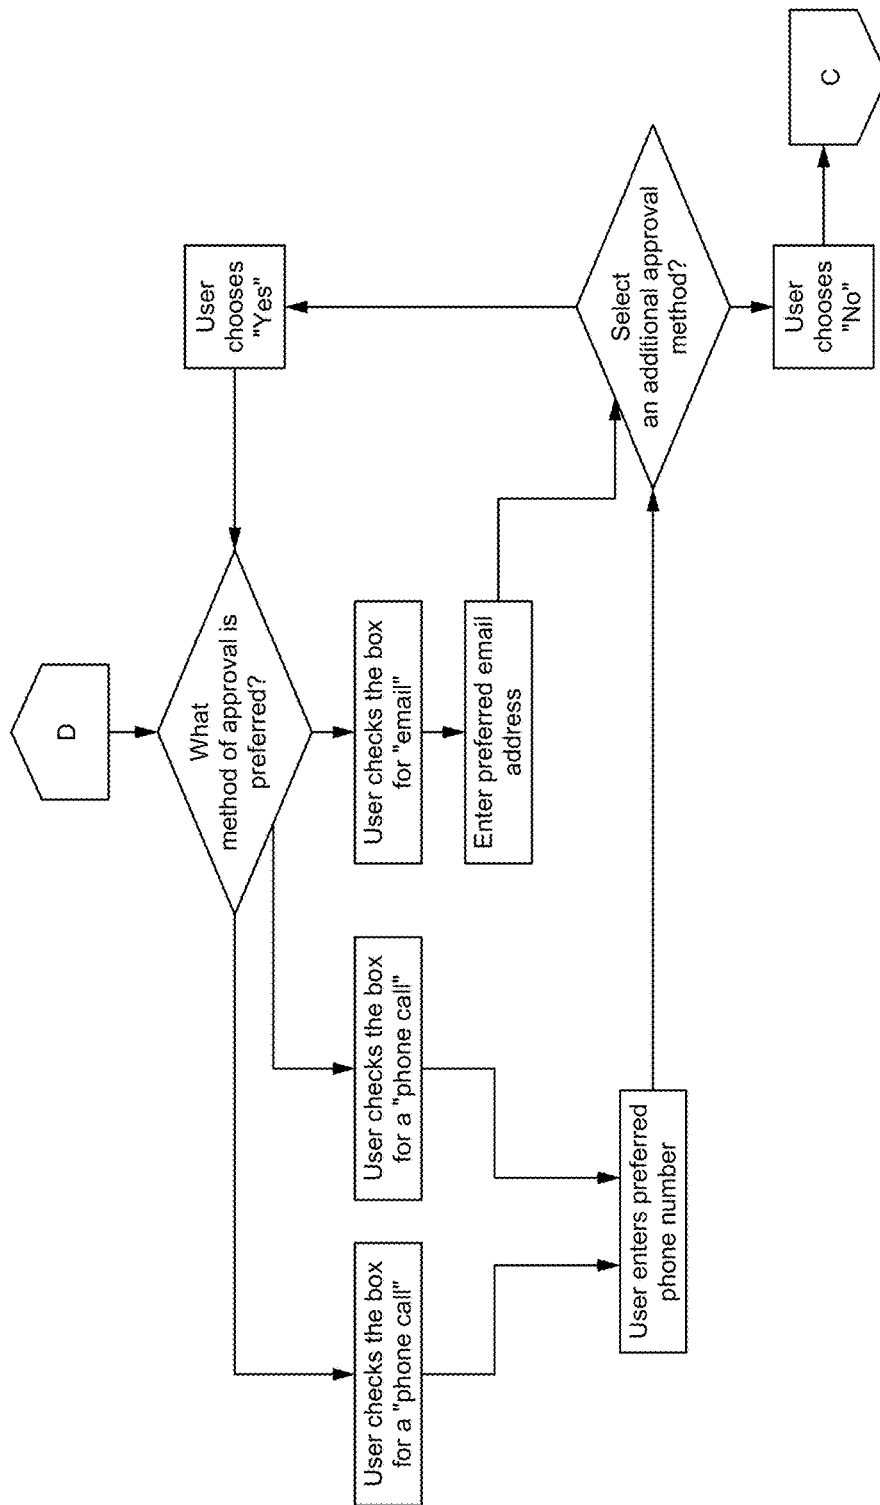 D
What
method of approval is
preferred?
User
chooses
"Yes"
User checks the box
for a "phone call"
User checks the box
for a "phone call"
User checks the box
for "email"
Enter preferred email
address
User enters preferred
phone number
Select
an additional approval
method?
User
chooses
"No"
C